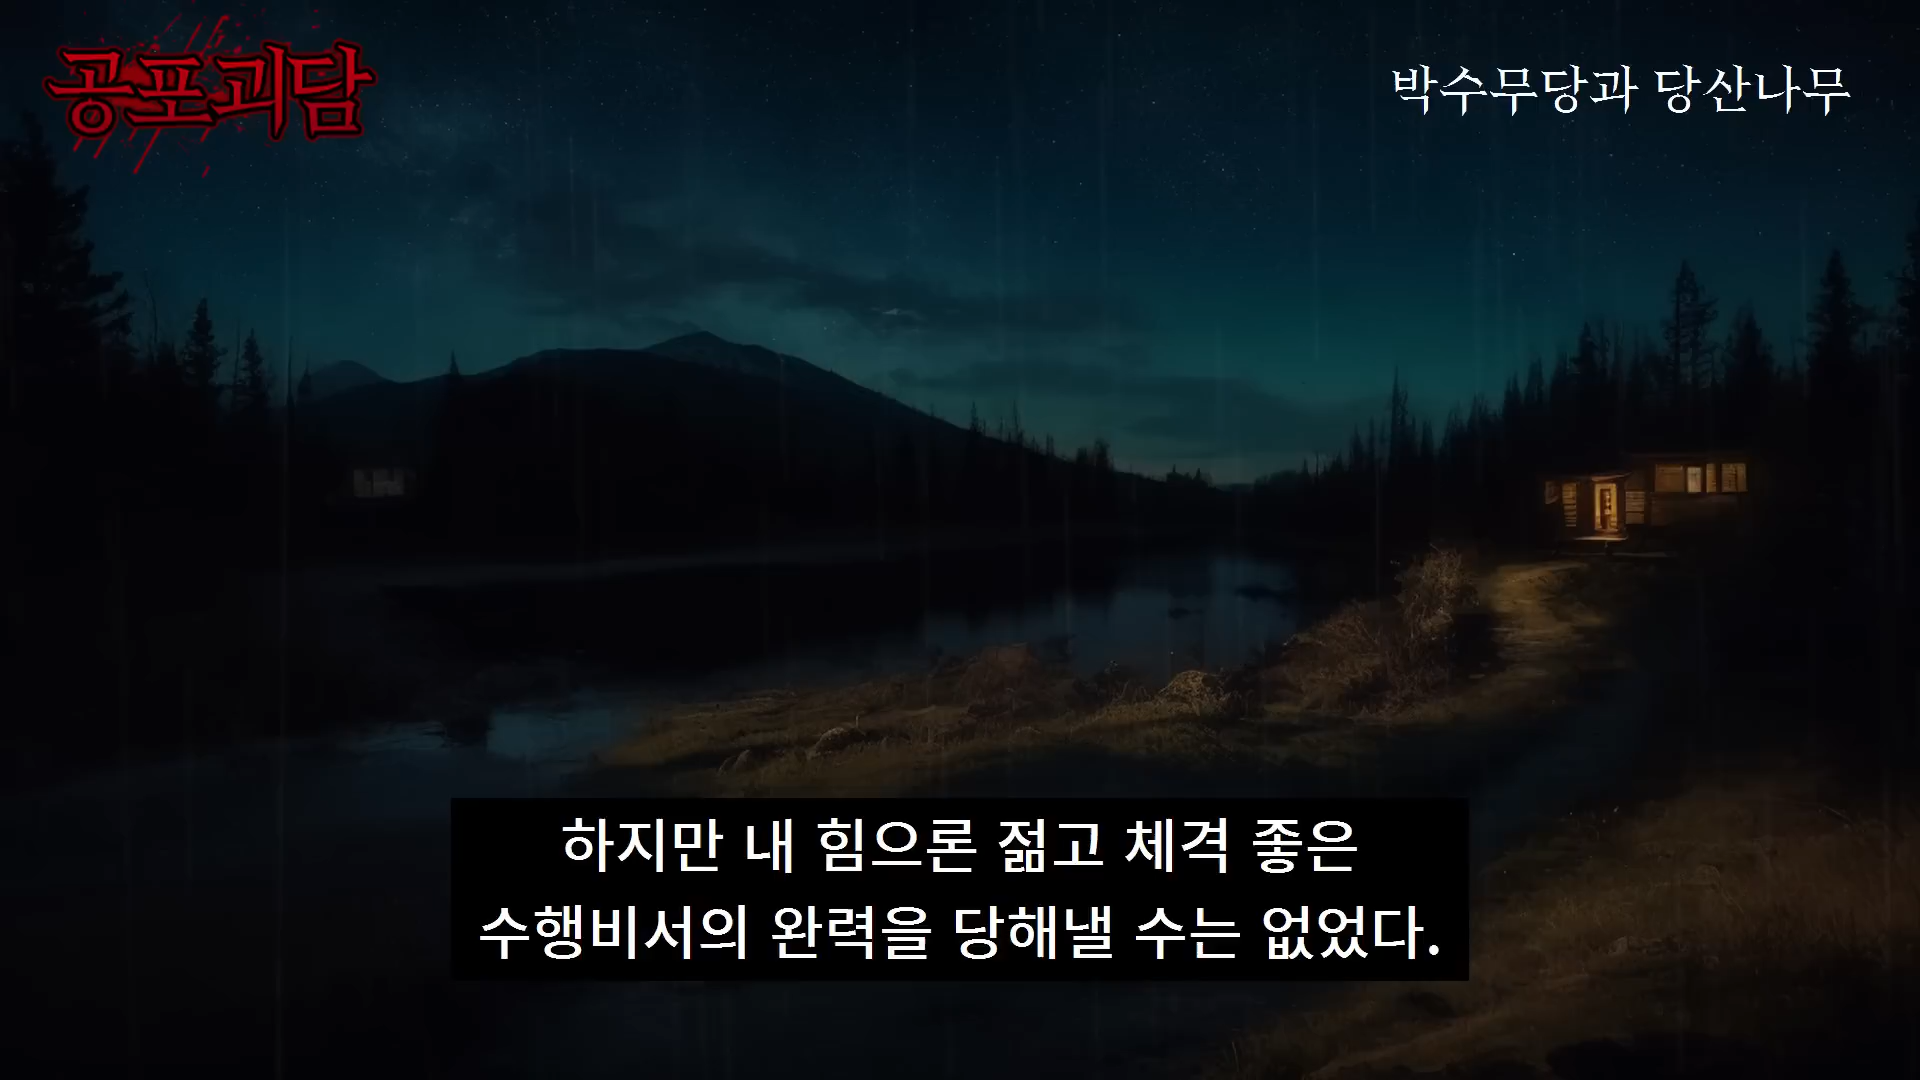 공포괴담
박수무당과 당산나무
하지만 내 힘으론 젊고 체격 좋은
수행비서의 완력을 당해낼 수는 없었다.